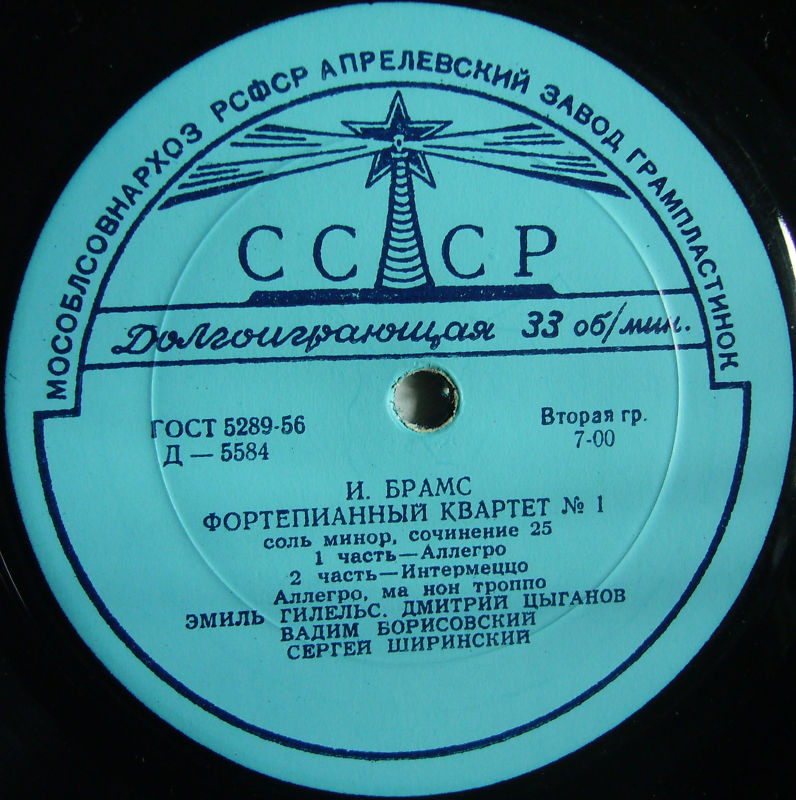 МОСОБЛСОВНАРХОЗ РСФСР АПРЕЛЕВСКИЙ ЗАВОД ГРАМПЛАСТИНОК
СССР
Долгоиграющая 33 об/мин.
ГОСТ 5289-56
Д — 5584
Вторая гр.
7-00
И. БРАМС
ФОРТЕПИАННЫЙ КВАРТЕТ № 1
соль минор, сочинение 25
1 часть—Аллегро
2 часть—Интермеццо
Аллегро, ма нон троппо
ЭМИЛЬ ГИЛЕЛЬС. ДМИТРИЙ ЦЫГАНОВ
ВАДИМ БОРИСОВСКИЙ
СЕРГЕЙ ШИРИНСКИЙ